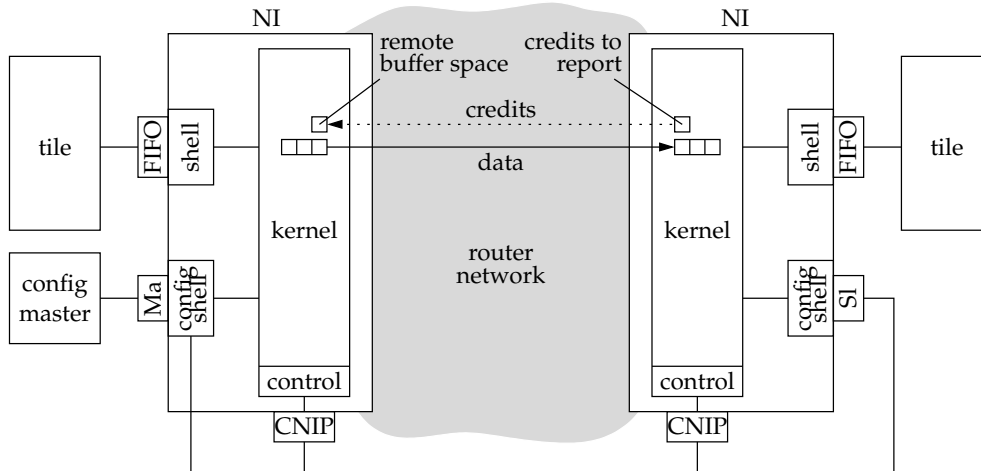 NI
NI
remote
buffer space
credits to
report
tile
FIFO
shell
credits
data
shell
FIFO
tile
kernel
router
network
kernel
config
master
Ma
config
shell
config
shell
Sl
control
control
CNIP
CNIP